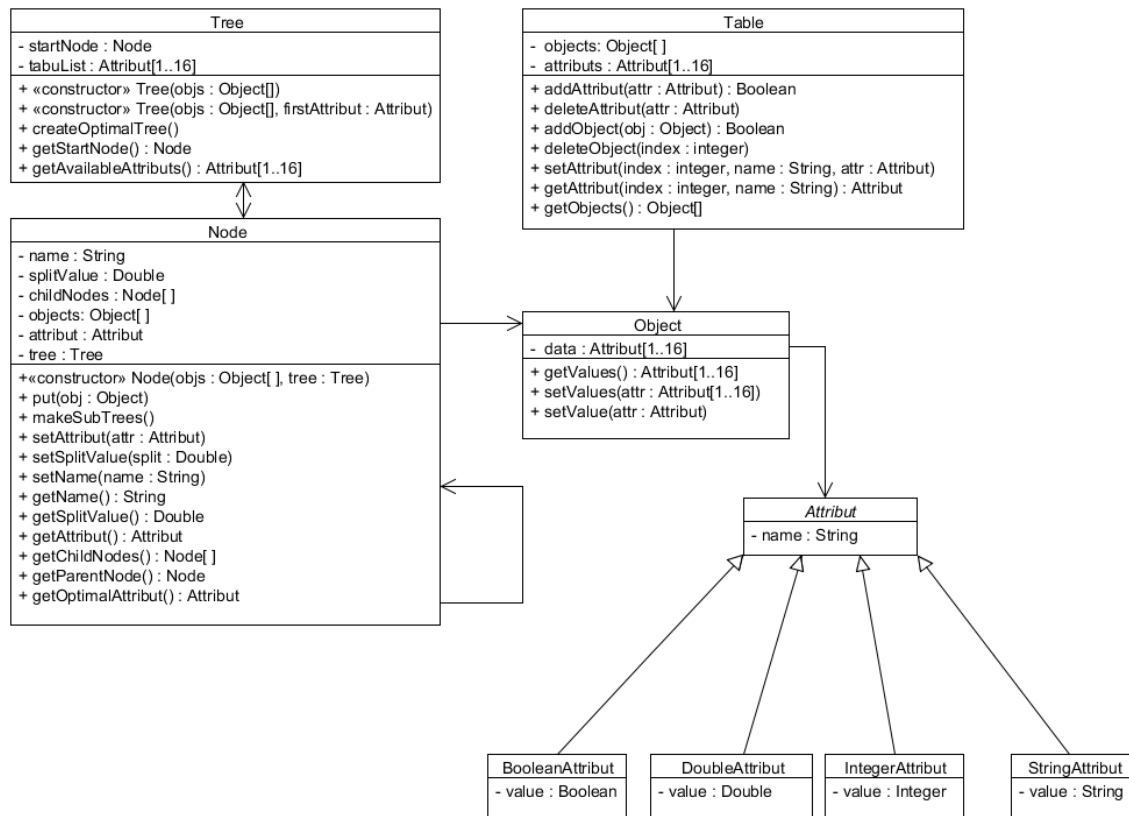 Tree
- startNode : Node
- tabuList : Attribut[1..16]
+ «constructor» Tree(objs : Object[])
+ «constructor» Tree(objs : Object[], firstAttribut : Attribut)
+ createOptimalTree()
+ getStartNode() : Node
+ getAvailableAttributs() : Attribut[1..16]
Table
- objects: Object[ ]
- attributs : Attribut[1..16]
+ addAttribut(attr : Attribut) : Boolean
+ deleteAttribut(attr : Attribut)
+ addObject(obj : Object) : Boolean
+ deleteObject(index : integer)
+ setAttribut(index : integer, name : String, attr : Attribut)
+ getAttribut(index : integer, name : String) : Attribut
+ getObjects() : Object[]
Node
- name : String
- splitValue : Double
- childNodes : Node[ ]
- objects: Object[ ]
- attribut : Attribut
- tree : Tree
+«constructor» Node(objs : Object[ ], tree : Tree)
+ put(obj : Object)
+ makeSubTrees()
+ setAttribut(attr : Attribut)
+ setSplitValue(split : Double)
+ setName(name : String)
+ getName() : String
+ getSplitValue() : Double
+ getAttribut() : Attribut
+ getChildNodes() : Node[ ]
+ getParentNode() : Node
+ getOptimalAttribut() : Attribut
Object
- data : Attribut[1..16]
+ getValues() : Attribut[1..16]
+ setValues(attr : Attribut[1..16])
+ setValue(attr : Attribut)
Attribut
- name : String
BooleanAttribut
- value : Boolean
DoubleAttribut
- value : Double
IntegerAttribut
- value : Integer
StringAttribut
- value : String